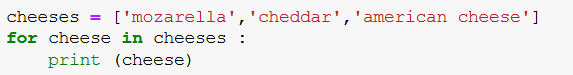 cheeses = ['mozarella','cheddar','american cheese']
for cheese in cheeses :
    print (cheese)